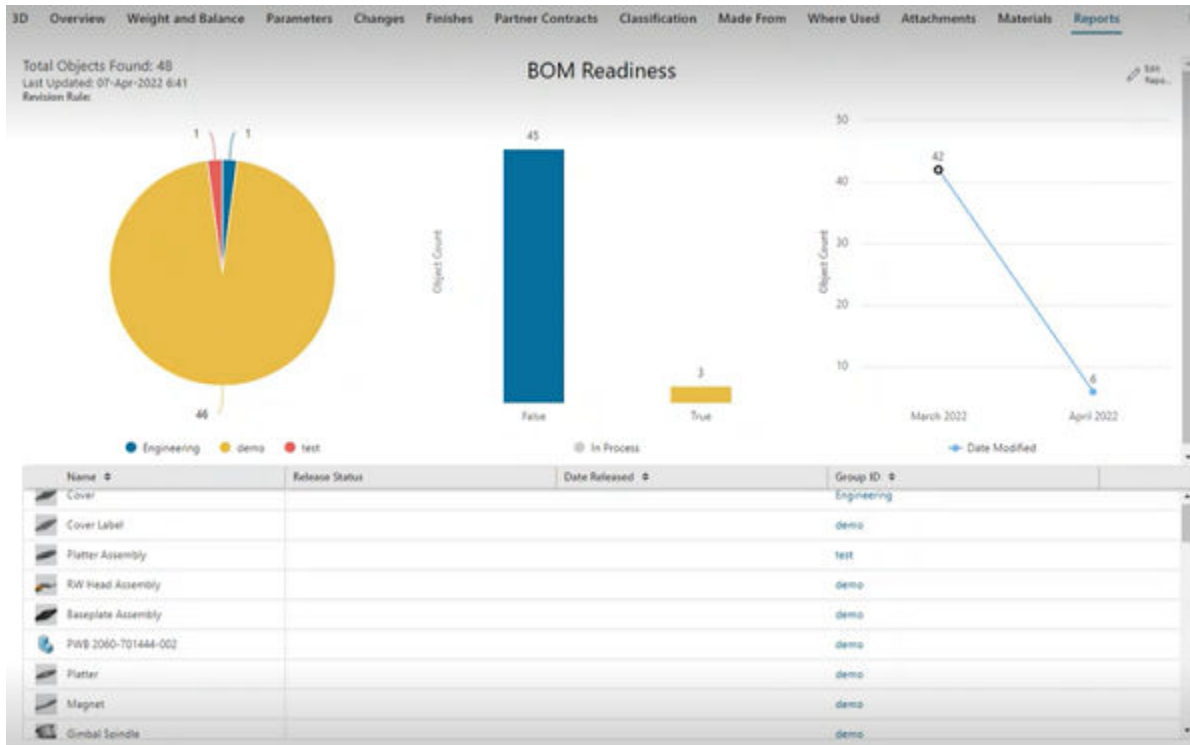 3D Overview Weight and Balance Parameters Changes Finishes Partner Contracts Classification Made From Where Used Attachments Materials Reports
Total Objects Found: 48
Last Updated: 07-Apr-2022 6:41
Revision Rule:
BOM Readiness
Edit
Repo...
1 1
46
Engineering demo test
45
3
Object Count
False True
In Process
50
40
30
20
10
42
6
Object Count
March 2022 April 2022
Date Modified
Name Release Status Date Released Group ID
Cover Engineering
Cover Label demo
Platter Assembly test
RW Head Assembly demo
Baseplate Assembly demo
PWB 2060-701444-002 demo
Platter demo
Magnet demo
Gimbal Spindle demo